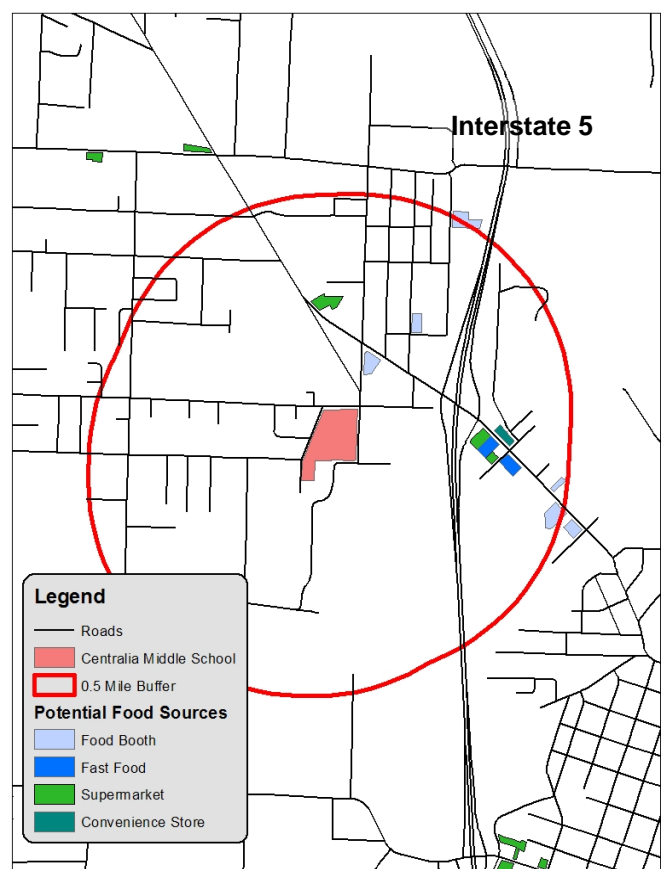 Interstate 5
Legend
Roads
Centralia Middle School
0.5 Mile Buffer
Potential Food Sources
Food Booth
Fast Food
Supermarket
Convenience Store